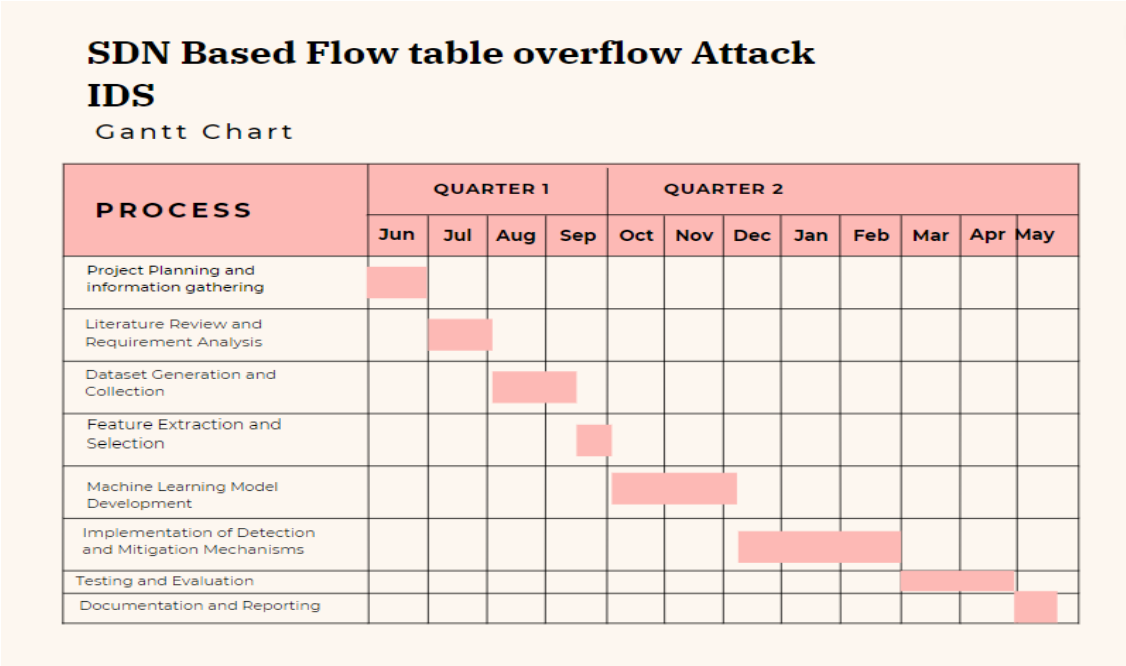 SDN Based Flow table overflow Attack
IDS
Gantt Chart
PROCESS
QUARTER 1
QUARTER 2
Jun Jul Aug Sep Oct Nov Dec Jan Feb Mar Apr May
Project Planning and
information gathering
Literature Review and
Requirement Analysis
Dataset Generation and
Collection
Feature Extraction and
Selection
Machine Learning Model
Development
Implementation of Detection
and Mitigation Mechanisms
Testing and Evaluation
Documentation and Reporting